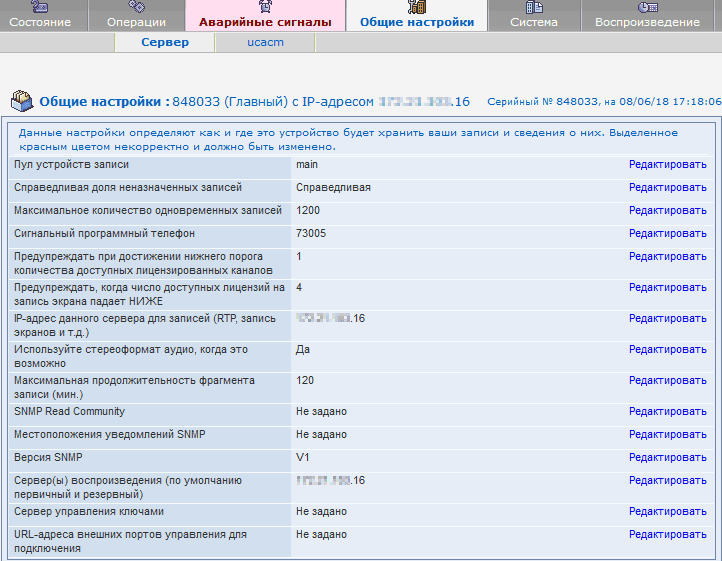 Состояние Операции Аварийные сигналы Общие настройки Система Воспроизведение
Сервер ucacm
Общие настройки : 848033 (Главный) с IP-адресом .16 Серийный № 848033, на 08/06/18 17:18:06
Данные настройки определяют как и где это устройство будет хранить ваши записи и сведения о них. Выделенное
красным цветом некорректно и должно быть изменено.
Пул устройств записи main Редактировать
Справедливая доля неназначенных записей Справедливая Редактировать
Максимальное количество одновременных записей 1200 Редактировать
Сигнальный программный телефон 73005 Редактировать
Предупреждать при достижении нижнего порога
количества доступных лицензированных каналов 1 Редактировать
Предупреждать, когда число доступных лицензий на
запись экрана падает НИЖЕ 4 Редактировать
IP-адрес данного сервера для записей (RTP, запись
экранов и т.д.) .16 Редактировать
Используйте стереоформат аудио, когда это
возможно Да Редактировать
Максимальная продолжительность фрагмента
записи (мин.) 120 Редактировать
SNMP Read Community Не задано Редактировать
Местоположения уведомлений SNMP Не задано Редактировать
Версия SNMP V1 Редактировать
Сервер(ы) воспроизведения (по умолчанию
первичный и резервный) .16 Редактировать
Сервер управления ключами Не задано Редактировать
URL-адреса внешних портов управления для
подключения Не задано Редактировать